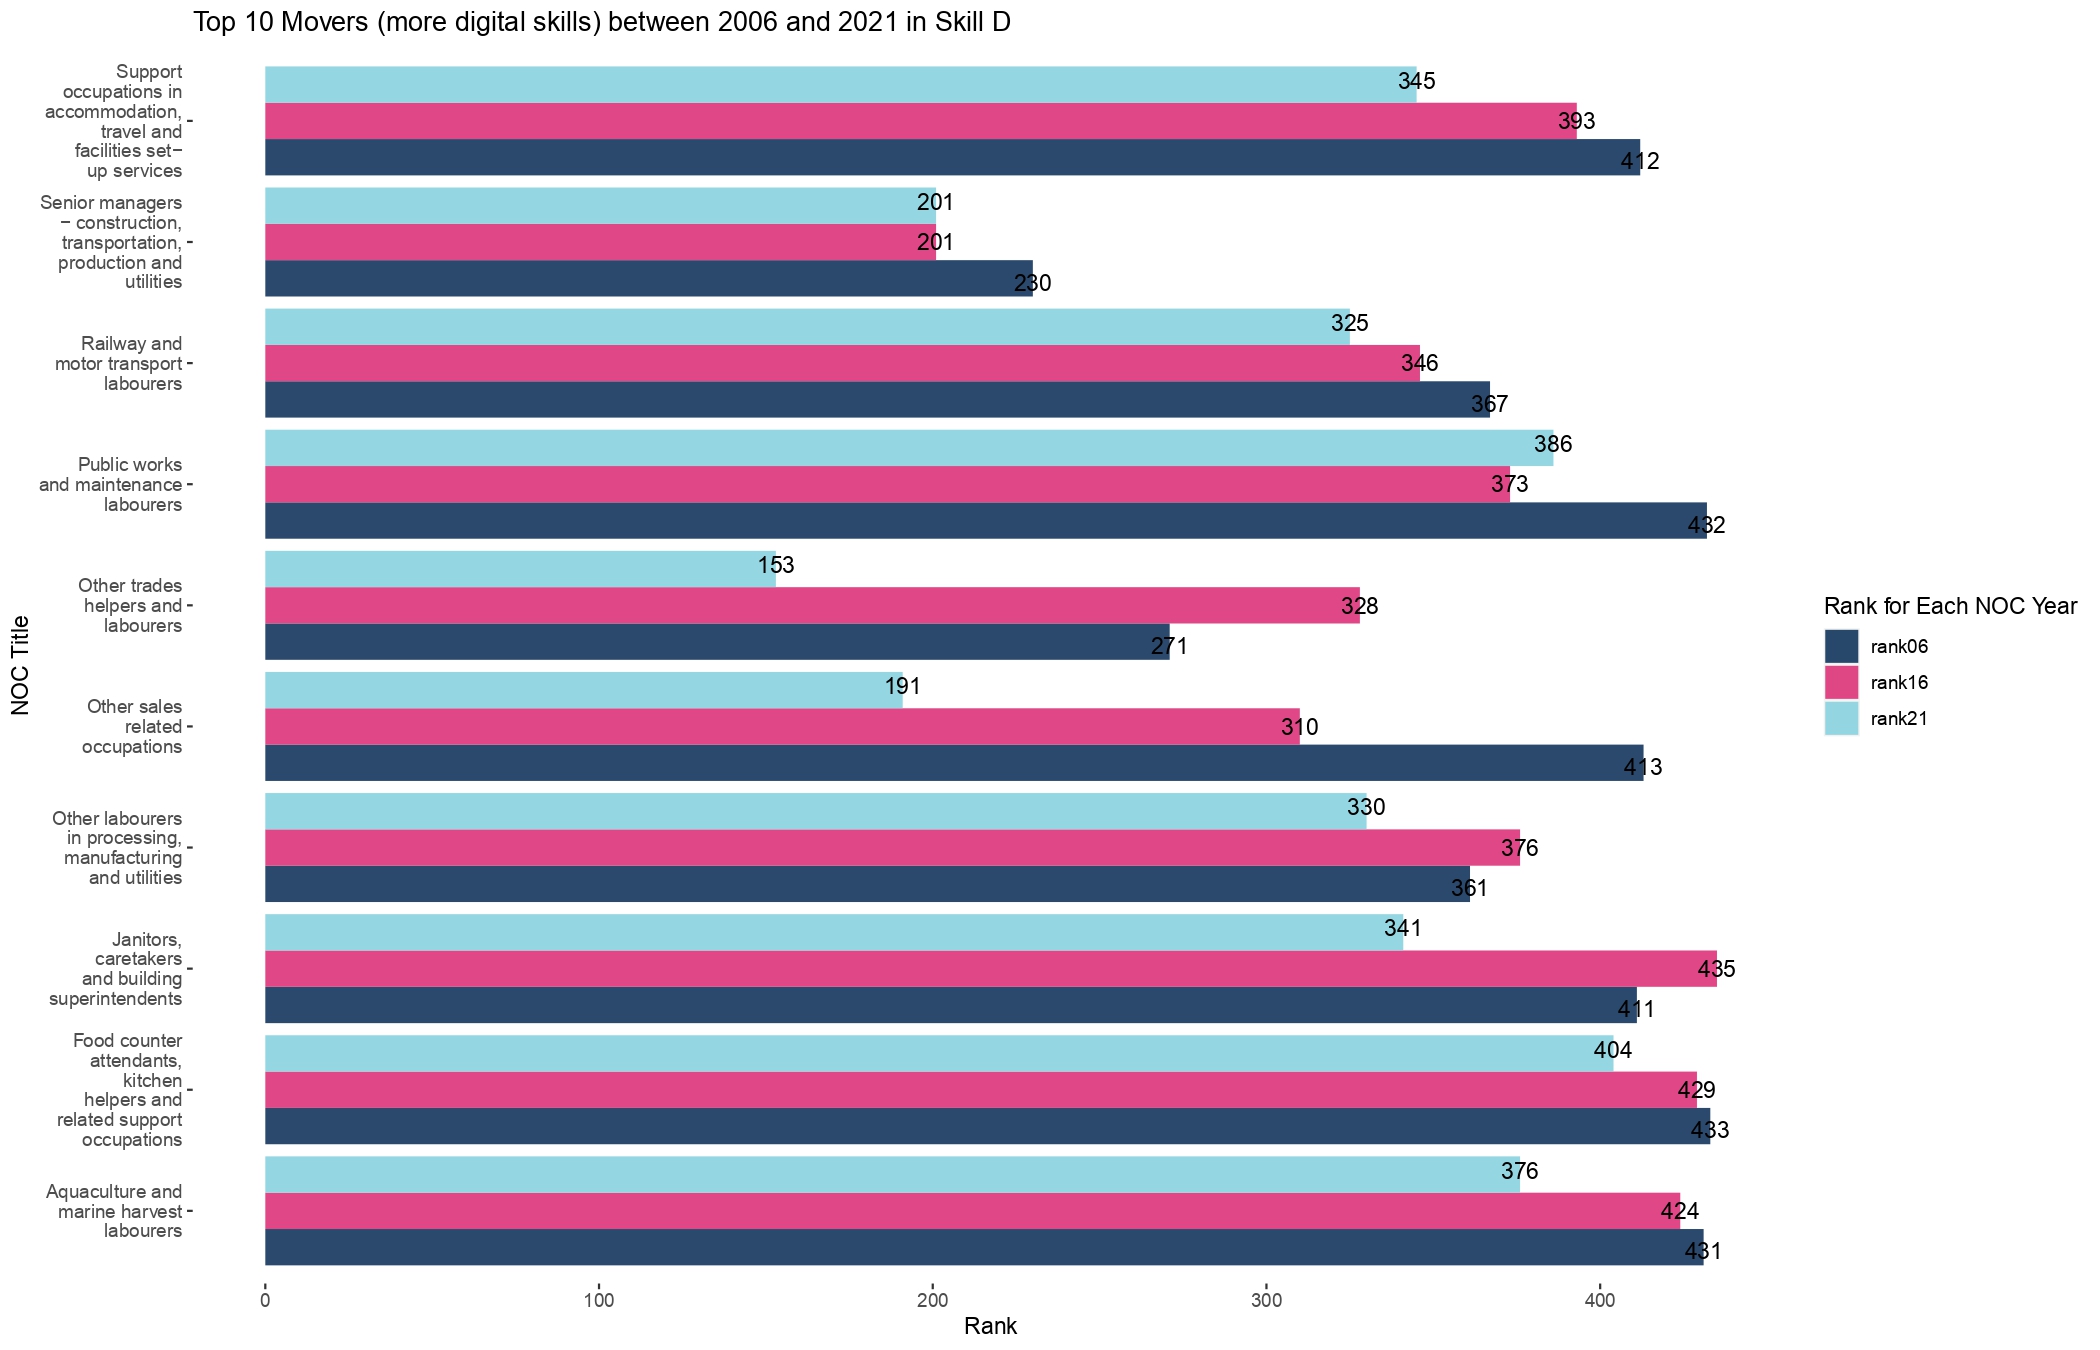 Top 10 Movers (more digital skills) between 2006 and 2021 in Skill D
Support
occupations in
accommodation,
travel and
facilities set−
up services
345
393
412
Senior managers
− construction,
transportation,
production and
utilities
201
201
230
Railway and
motor transport
labourers
325
346
367
Public works
and maintenance
labourers
386
373
432
Other trades
helpers and
labourers
153
328
271
Other sales
related
occupations
191
310
413
Other labourers
in processing,
manufacturing
and utilities
330
376
361
Janitors,
caretakers
and building
superintendents
341
435
411
Food counter
attendants,
kitchen
helpers and
related support
occupations
404
429
433
Aquaculture and
marine harvest
labourers
376
424
431
0 100 200 300 400
Rank
NOC Title
Rank for Each NOC Year
rank06
rank16
rank21